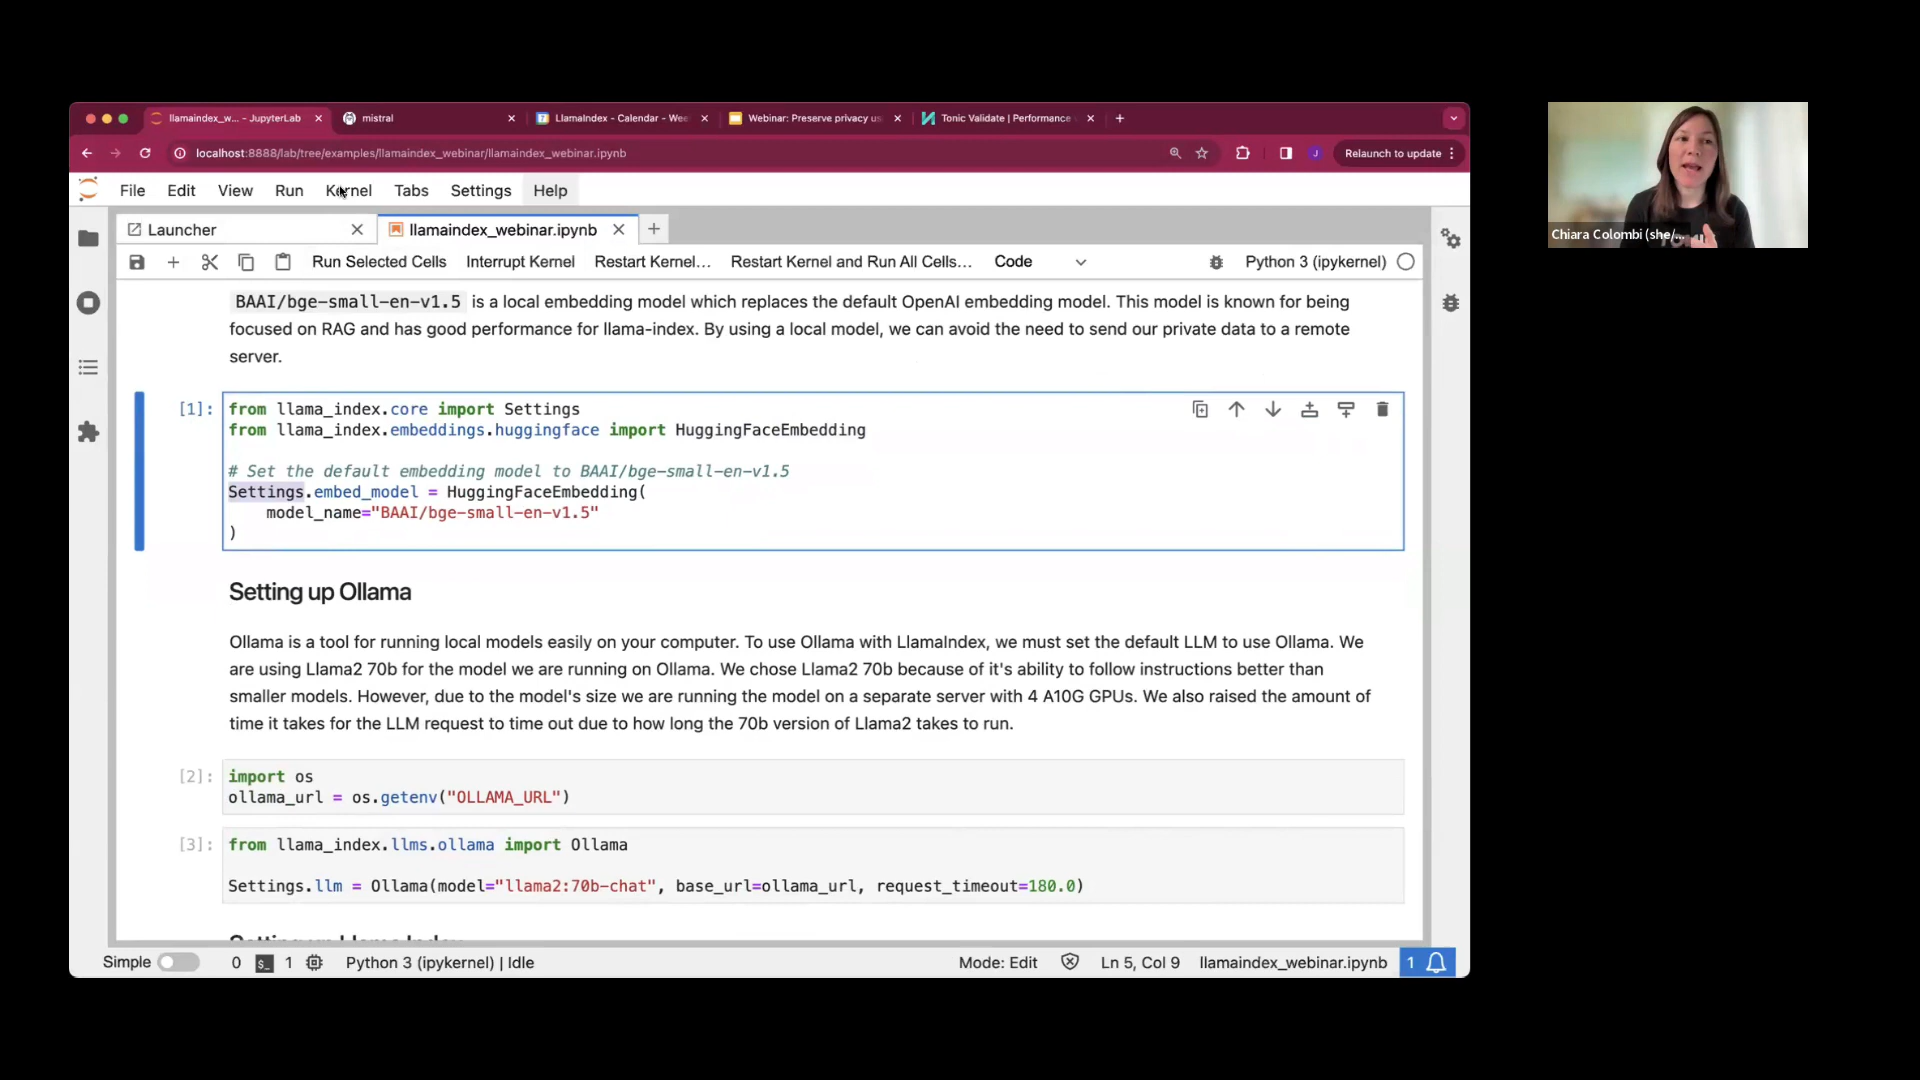 llamaindex_w... - JupyterLab
mistral
LlamaIndex - Calendar - Wee
Webinar: Preserve privacy us
Tonic Validate | Performance
localhost:8888/lab/tree/examples/llamaindex_webinar/llamaindex_webinar.ipynb
J
Relaunch to update
File Edit View Run Kernel Tabs Settings Help
Chiara Colombi (she/...
Launcher
llamaindex_webinar.ipynb
Run Selected Cells Interrupt Kernel Restart Kernel... Restart Kernel and Run All Cells... Code Python 3 (ipykernel)
BAAI/bge-small-en-v1.5 is a local embedding model which replaces the default OpenAI embedding model. This model is known for being
focused on RAG and has good performance for llama-index. By using a local model, we can avoid the need to send our private data to a remote
server.
[1]: from llama_index.core import Settings
from llama_index.embeddings.huggingface import HuggingFaceEmbedding
# Set the default embedding model to BAAI/bge-small-en-v1.5
Settings.embed_model = HuggingFaceEmbedding(
model_name="BAAI/bge-small-en-v1.5"
)
Setting up Ollama
Ollama is a tool for running local models easily on your computer. To use Ollama with LlamaIndex, we must set the default LLM to use Ollama. We
are using Llama2 70b for the model we are running on Ollama. We chose Llama2 70b because of it's ability to follow instructions better than
smaller models. However, due to the model's size we are running the model on a separate server with 4 A10G GPUs. We also raised the amount of
time it takes for the LLM request to time out due to how long the 70b version of Llama2 takes to run.
[2]: import os
ollama_url = os.getenv("OLLAMA_URL")
[3]: from llama_index.llms.ollama import Ollama
Settings.llm = Ollama(model="llama2:70b-chat", base_url=ollama_url, request_timeout=180.0)
Simple 0 1 Python 3 (ipykernel) | Idle Mode: Edit Ln 5, Col 9 llamaindex_webinar.ipynb 1